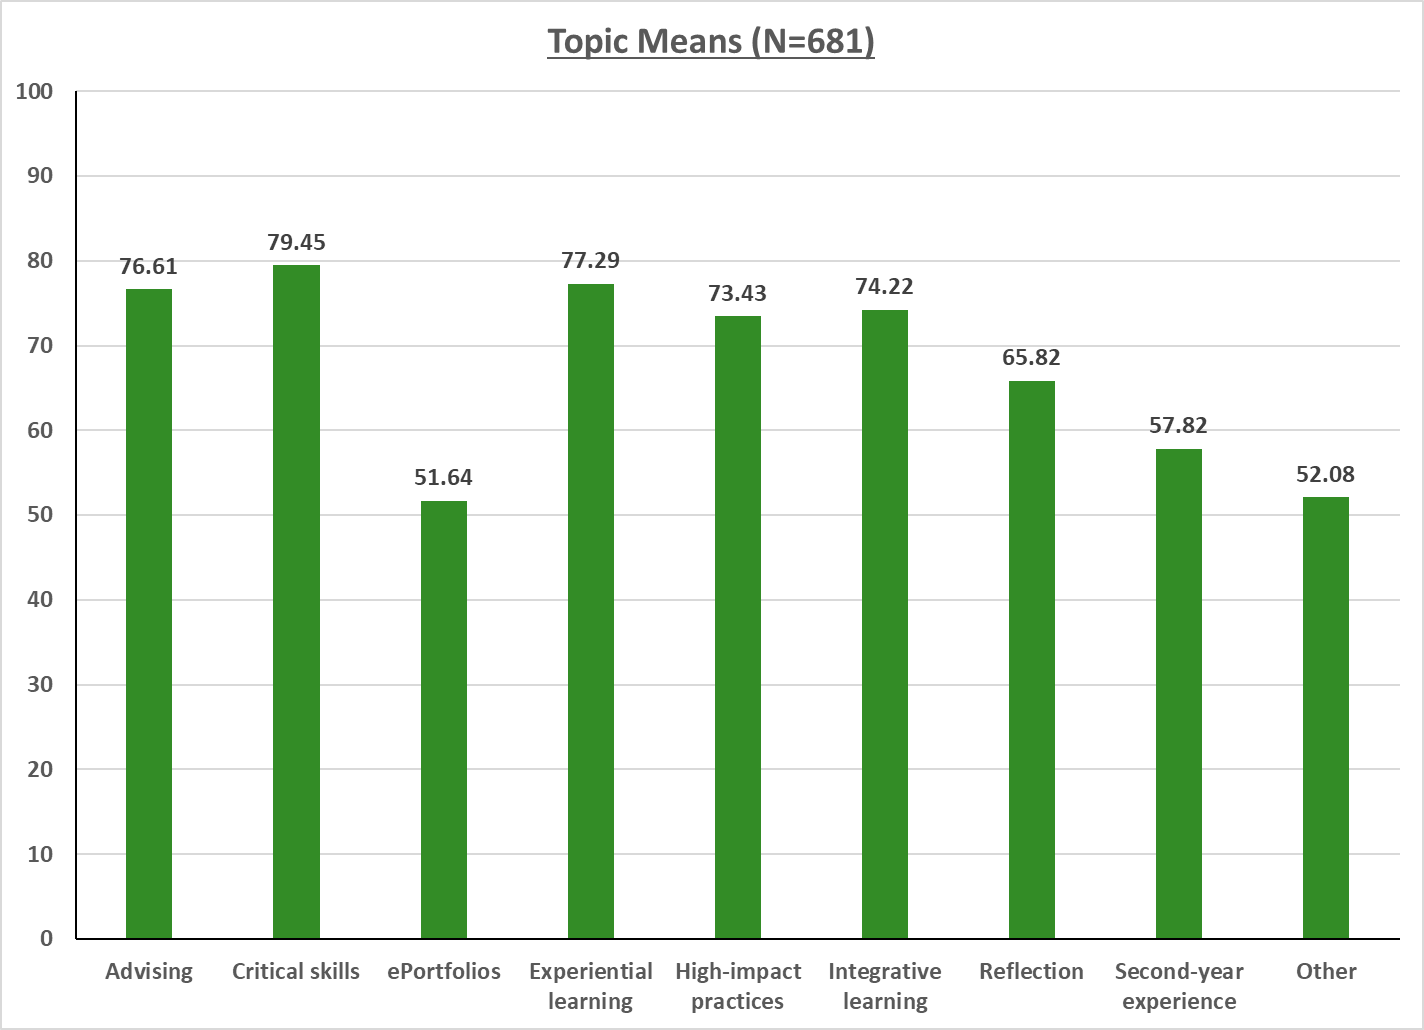 Topic Means (N=681)
100
90
80
70
60
50
40
30
20
10
0
76.61
79.45
51.64
77.29
73.43
74.22
65.82
57.82
52.08
Advising
Critical skills
ePortfolios
Experiential
learning
High-impact
practices
Integrative
learning
Reflection
Second-year
experience
Other